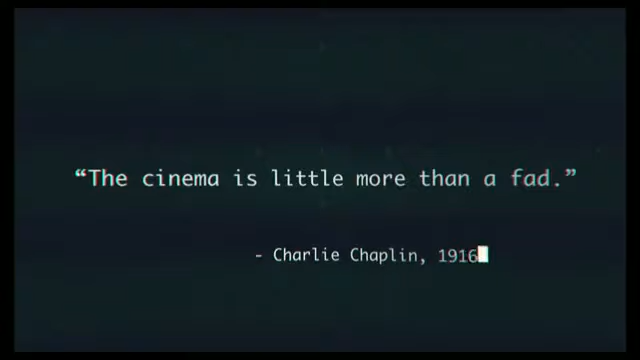 “The cinema is little more than a fad.”
- Charlie Chaplin, 1916